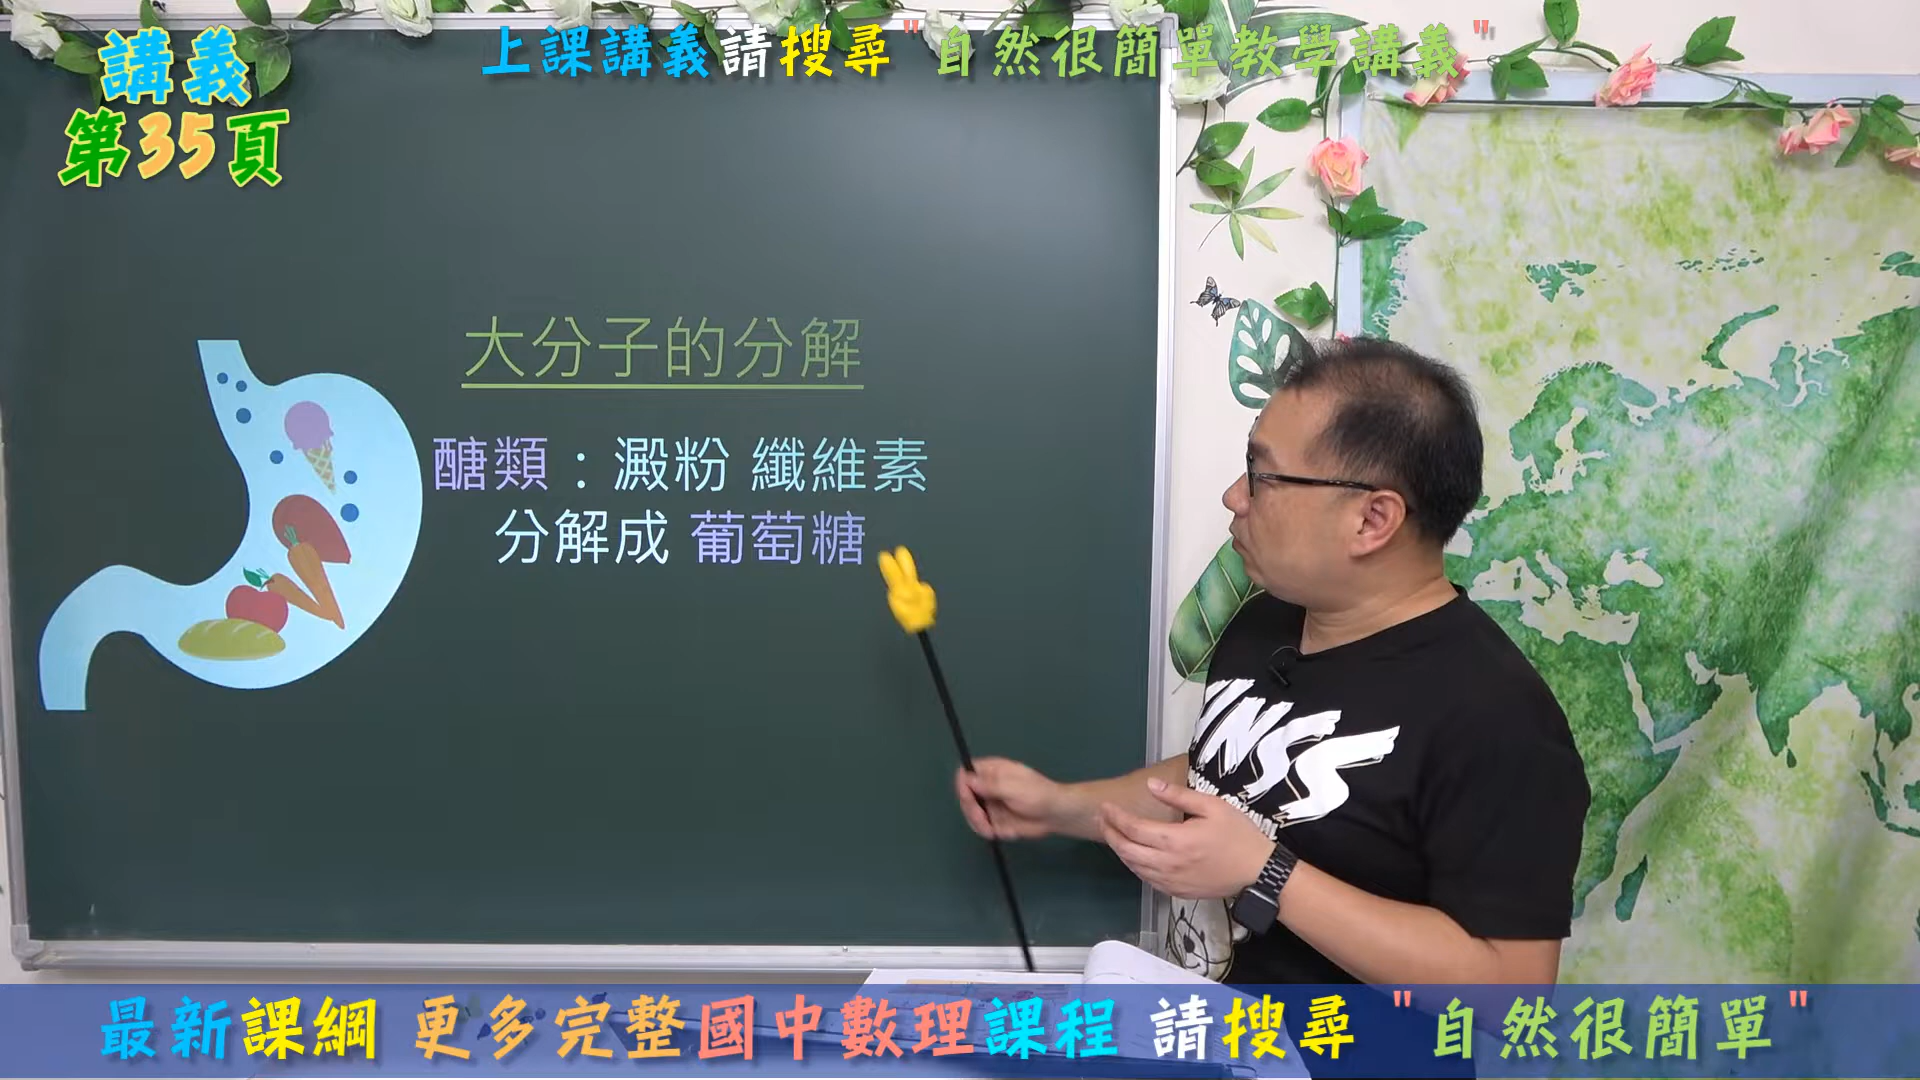 上課講義請搜尋"自然很簡單教學講義"
講義
第35頁
大分子的分解
醣類：澱粉 纖維素
分解成 葡萄糖
最新課綱 更多完整國中數理課程 請搜尋 "自然很簡單"